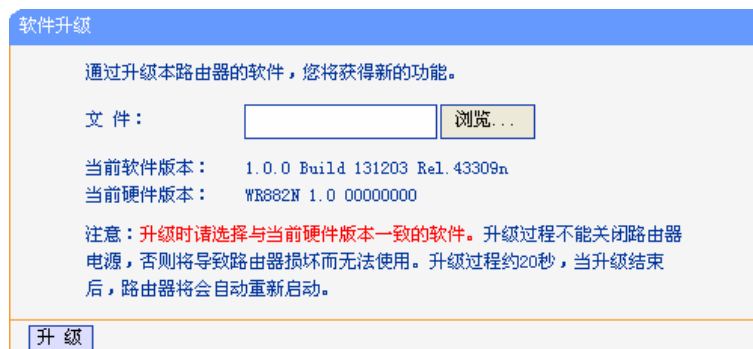 软件升级
通过升级本路由器的软件，您将获得新的功能。
文 件： 浏览...
当前软件版本： 1.0.0 Build 131203 Rel.43309n
当前硬件版本： WR882N 1.0 00000000
注意：升级时请选择与当前硬件版本一致的软件。升级过程不能关闭路由器
电源，否则将导致路由器损坏而无法使用。升级过程约20秒，当升级结束
后，路由器将会自动重新启动。
升 级